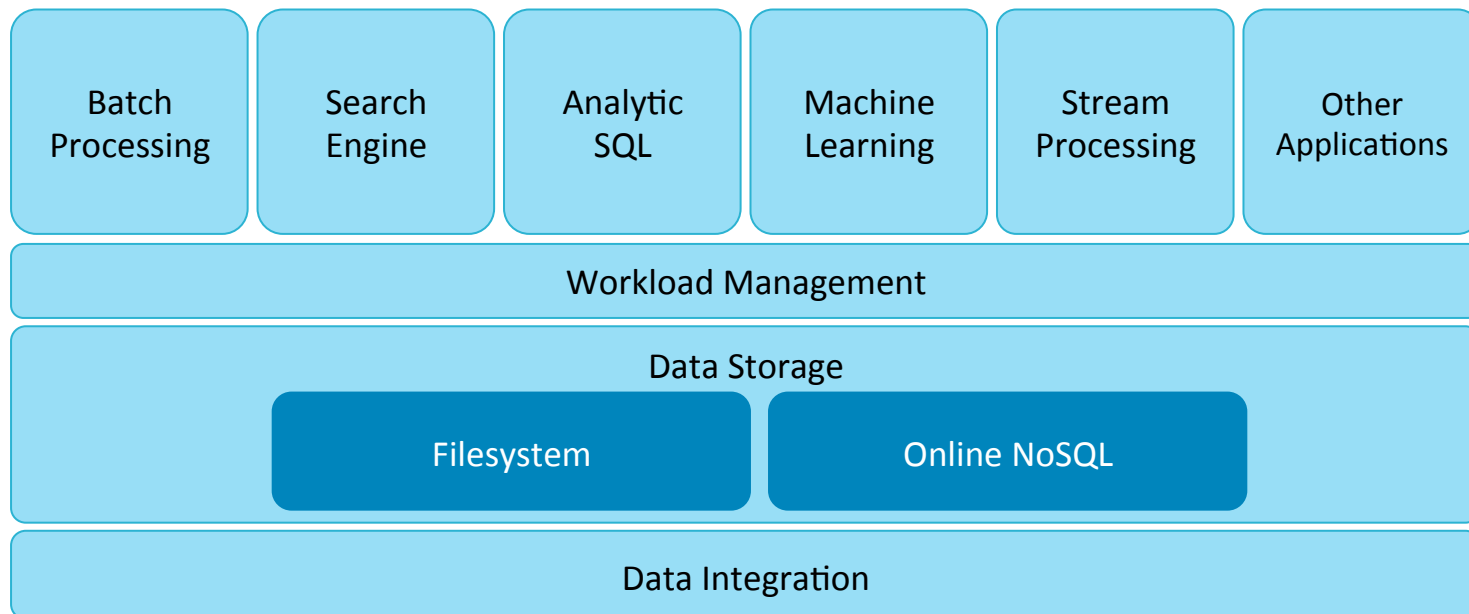 Batch
Processing
Search
Engine
Analytic
SQL
Machine
Learning
Stream
Processing
Other
Applications
Workload Management
Data Storage
Filesystem
Online NoSQL
Data Integration